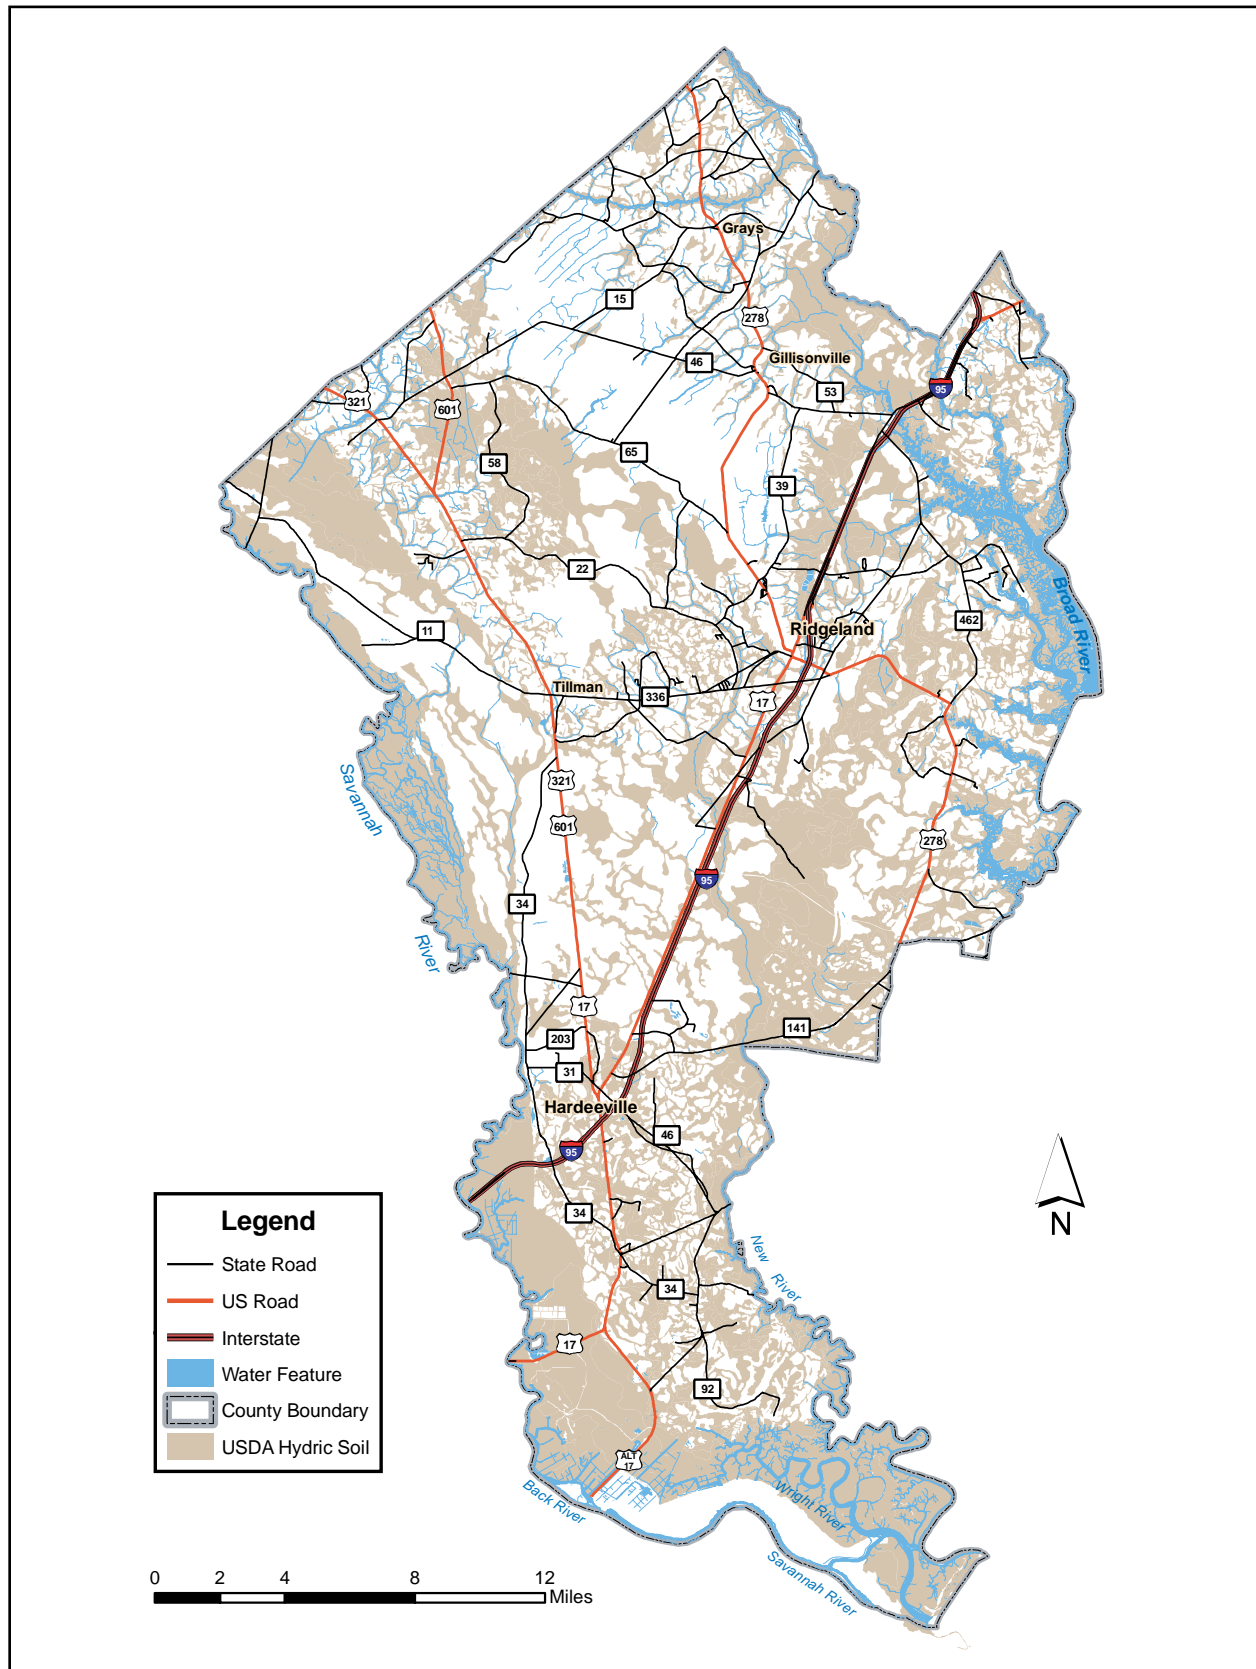 Grays
15
278
46
Gillisonville
53
95
321
601
65
58
39
22
Broad River
462
11
Ridgeland
Tillman
336
17
Savannah
River
321
601
278
95
34
17
203
141
31
Hardeeville
46
95
34
New River
34
17
92
ALT
17
Back River
Wright River
Savannah River
N
Legend
State Road
US Road
Interstate
Water Feature
County Boundary
USDA Hydric Soil
0 2 4 8 12
Miles